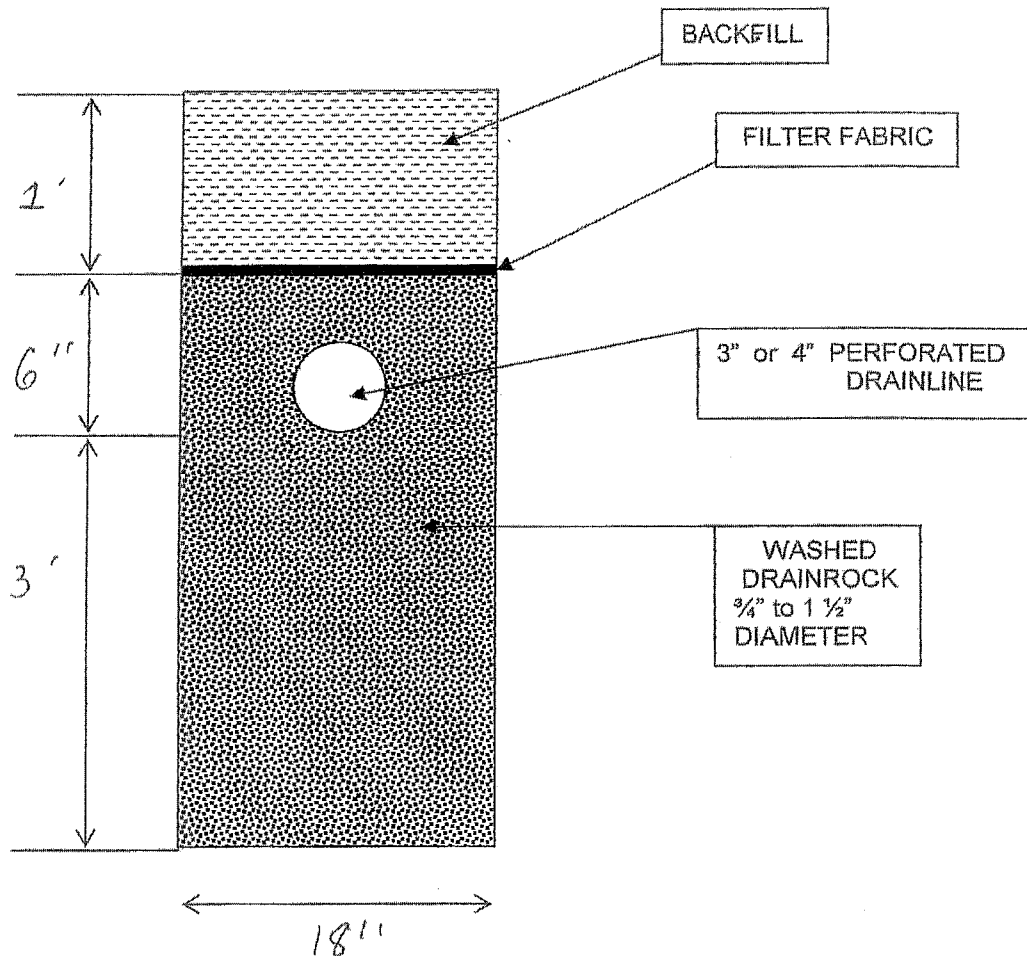 BACKFILL
FILTER FABRIC
1'
6"
3" or 4" PERFORATED
DRAINLINE
3'
WASHED
DRAINROCK
¾" to 1 ½"
DIAMETER
18"